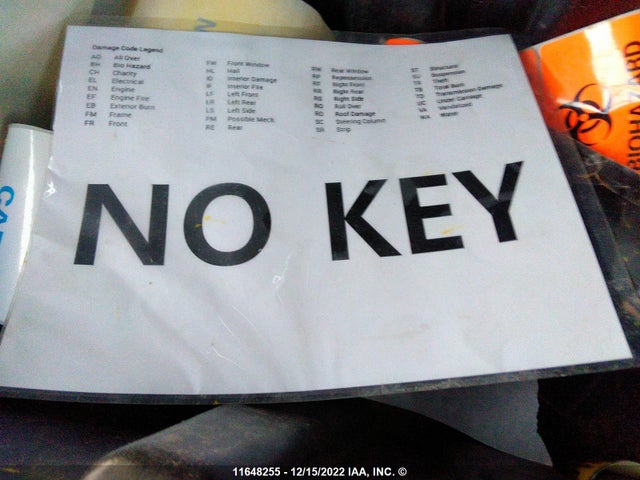 Damage Code Legend
AO All Over
BH Bio Hazard
CH Charity
EL Electrical
EN Engine
EF Engine Fire
EB Exterior Burn
FM Frame
FR Front
FW Front Window
HL Hail
ID Interior Damage
IF Interior Fire
LF Left Front
LR Left Rear
LS Left Side
PM Possible Mech
RE Rear
RW Rear Window
RP Repossession
RF Right Front
RR Right Rear
RS Right Side
RO Roll Over
RD Roof Damage
SC Steering Column
SR Strip
ST Structural
SU Suspension
TH Theft
TB Total Burn
TD Transmission Damage
UC Under Carriage
VA Vandalized
WA Water
NO KEY
BIOHAZARD
11648255 - 12/15/2022 IAA, INC. ©